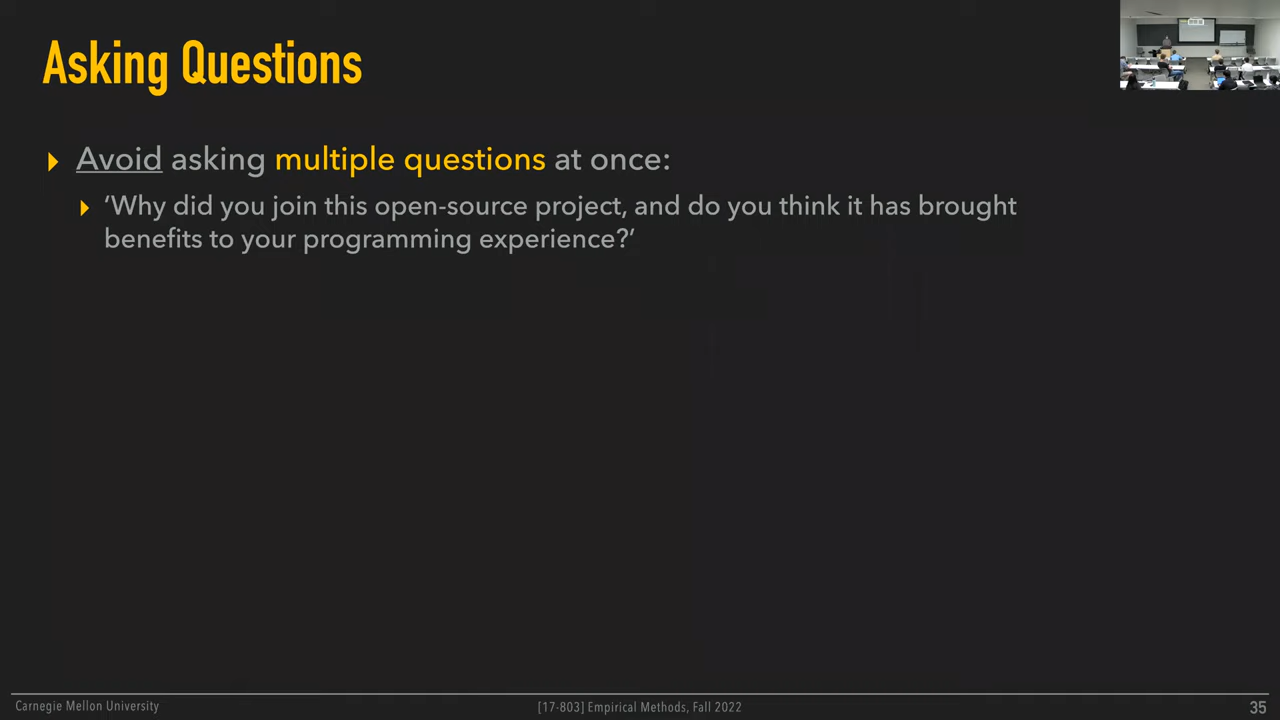 Asking Questions
Avoid asking multiple questions at once:
‘Why did you join this open-source project, and do you think it has brought
benefits to your programming experience?’
Carnegie Mellon University
[17-803] Empirical Methods, Fall 2022
35